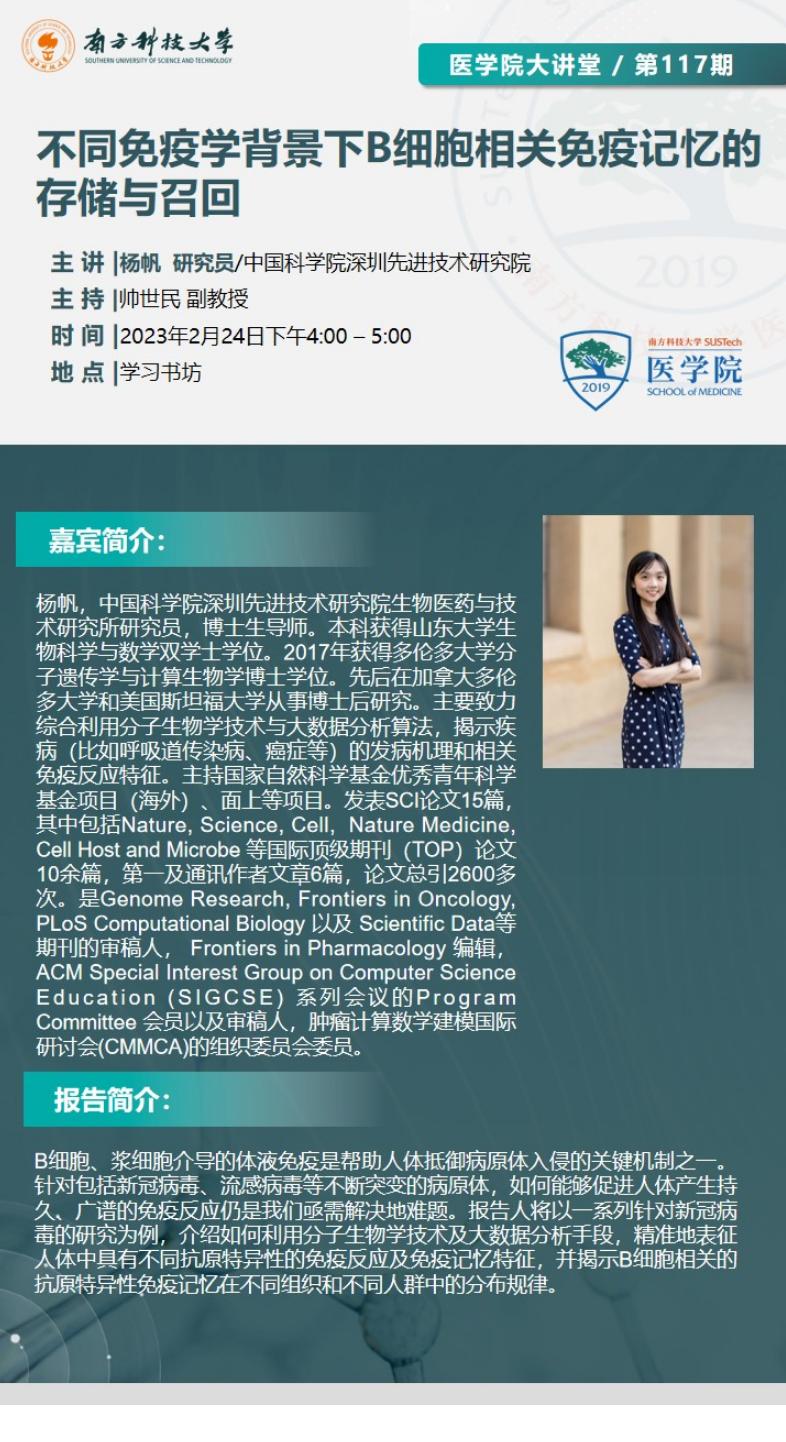 南方科技大学
SOUTHERN UNIVERSITY OF SCIENCE AND TECHNOLOGY
医学院大讲堂 / 第117期
不同免疫学背景下B细胞相关免疫记忆的
存储与召回
主 讲 |杨帆 研究员/中国科学院深圳先进技术研究院
主 持 |帅世民 副教授
时 间 |2023年2月24日下午4:00 – 5:00
地 点 |学习书坊
2019
2019
南方科技大学 SUSTech
医学院
SCHOOL of MEDICINE
嘉宾简介：
杨帆，中国科学院深圳先进技术研究院生物医药与技
术研究所研究员，博士生导师。本科获得山东大学生
物科学与数学双学士学位。2017年获得多伦多大学分
子遗传学与计算生物学博士学位。先后在加拿大多伦
多大学和美国斯坦福大学从事博士后研究。主要致力
综合利用分子生物学技术与大数据分析算法，揭示疾
病（比如呼吸道传染病、癌症等）的发病机理和相关
免疫反应特征。主持国家自然科学基金优秀青年科学
基金项目（海外）、面上等项目。发表SCI论文15篇，
其中包括Nature, Science, Cell,  Nature Medicine,
Cell Host and Microbe 等国际顶级期刊（TOP）论文
10余篇，第一及通讯作者文章6篇，论文总引2600多
次。是Genome Research, Frontiers in Oncology,
PLoS Computational Biology 以及 Scientific Data等
期刊的审稿人， Frontiers in Pharmacology 编辑，
ACM Special Interest Group on Computer Science
Education (SIGCSE) 系列会议的Program
Committee 会员以及审稿人，肿瘤计算数学建模国际
研讨会(CMMCA)的组织委员会委员。
报告简介：
B细胞、浆细胞介导的体液免疫是帮助人体抵御病原体入侵的关键机制之一。
针对包括新冠病毒、流感病毒等不断突变的病原体，如何能够促进人体产生持
久、广谱的免疫反应仍是我们亟需解决地难题。报告人将以一系列针对新冠病
毒的研究为例，介绍如何利用分子生物学技术及大数据分析手段，精准地表征
人体中具有不同抗原特异性的免疫反应及免疫记忆特征，并揭示B细胞相关的
抗原特异性免疫记忆在不同组织和不同人群中的分布规律。